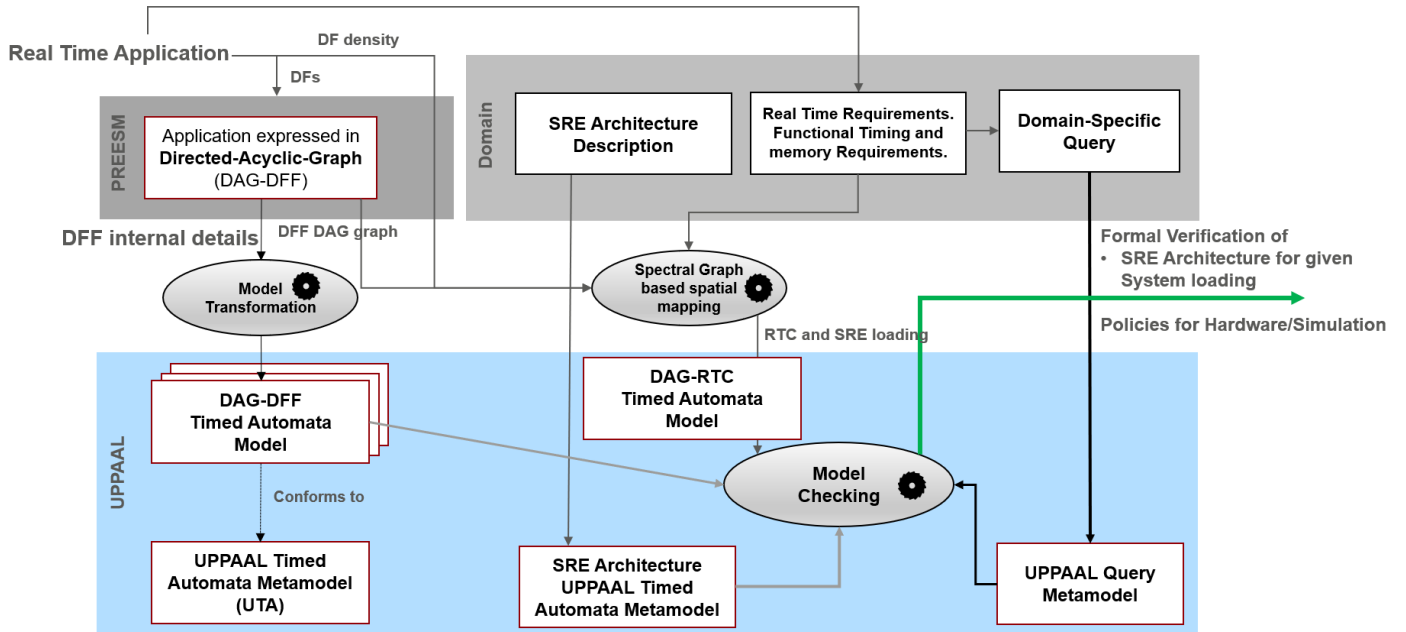 Real Time Application
DF density
DFs
PREESM
Application expressed in
Directed-Acyclic-Graph
(DAG-DFF)
Domain
SRE Architecture
Description
Real Time Requirements.
Functional Timing and
memory Requirements.
Domain-Specific
Query
DFF internal details
DFF DAG graph
Model
Transformation
Spectral Graph
based spatial
mapping
Formal Verification of
• SRE Architecture for given
System loading
Policies for Hardware/Simulation
RTC and SRE loading
UPPAAL
DAG-DFF
Timed Automata
Model
DAG-RTC
Timed Automata
Model
Model
Checking
Conforms to
UPPAAL Timed
Automata Metamodel
(UTA)
SRE Architecture
UPPAAL Timed
Automata Metamodel
UPPAAL Query
Metamodel